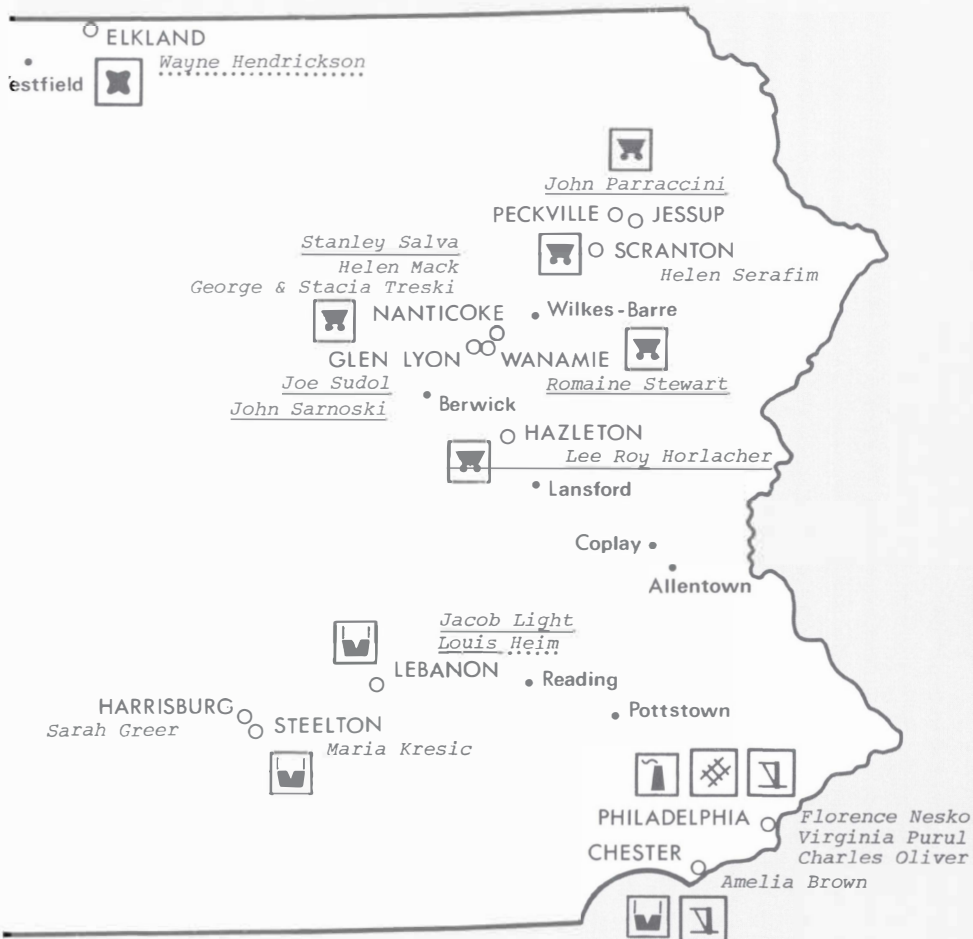 ELKLAND
Wayne Hendrickson
estfield
John Parraccini
PECKVILLE JESSUP
Stanley Salva
SCRANTON
Helen Mack
Helen Serafim
George & Stacia Treski
NANTICOKE
Wilkes-Barre
GLEN LYON WANAMIE
Joe Sudol
Romaine Stewart
John Sarnoski
Berwick
HAZLETON
Lee Roy Horlacher
Lansford
Coplay
Allentown
Jacob Light
Louis Heim
LEBANON
Reading
HARRISBURG
Pottstown
Sarah Greer
STEELTON
Maria Kresic
PHILADELPHIA
Florence Nesko
Virginia Purul
Charles Oliver
CHESTER
Amelia Brown